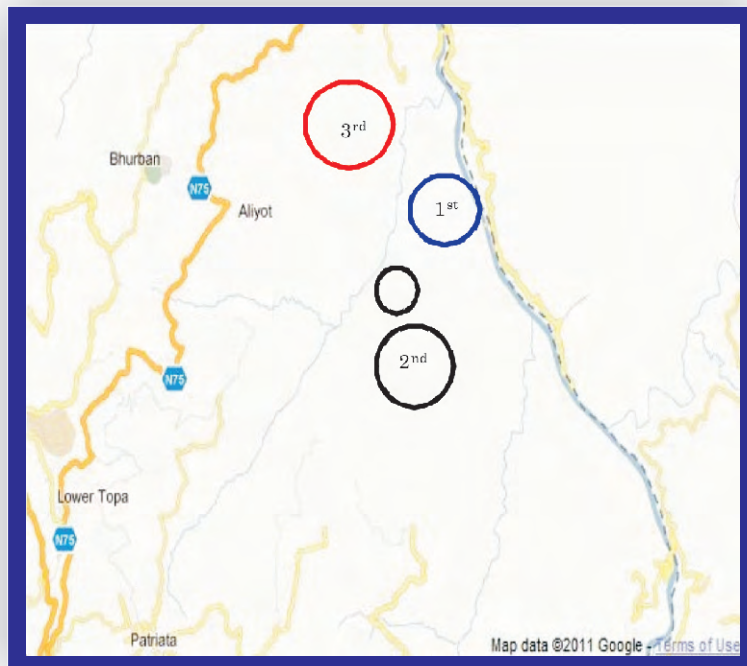 3rd
Bhurban
N75
Aliyot
1st
2nd
N75
Lower Topa
N75
Patriata
Map data ©2011 Google - Terms of Use